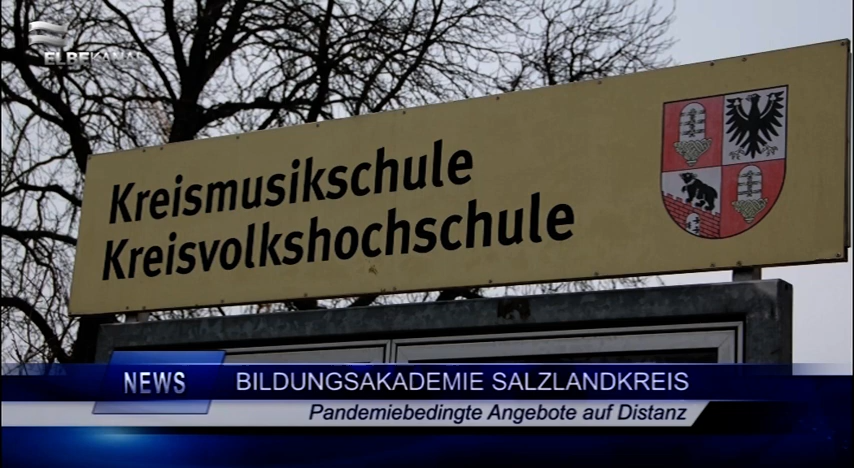 ELBEKANAL
Kreismusikschule
Kreisvolkshochschule
NEWS
BILDUNGSAKADEMIE SALZLANDKREIS
Pandemiebedingte Angebote auf Distanz